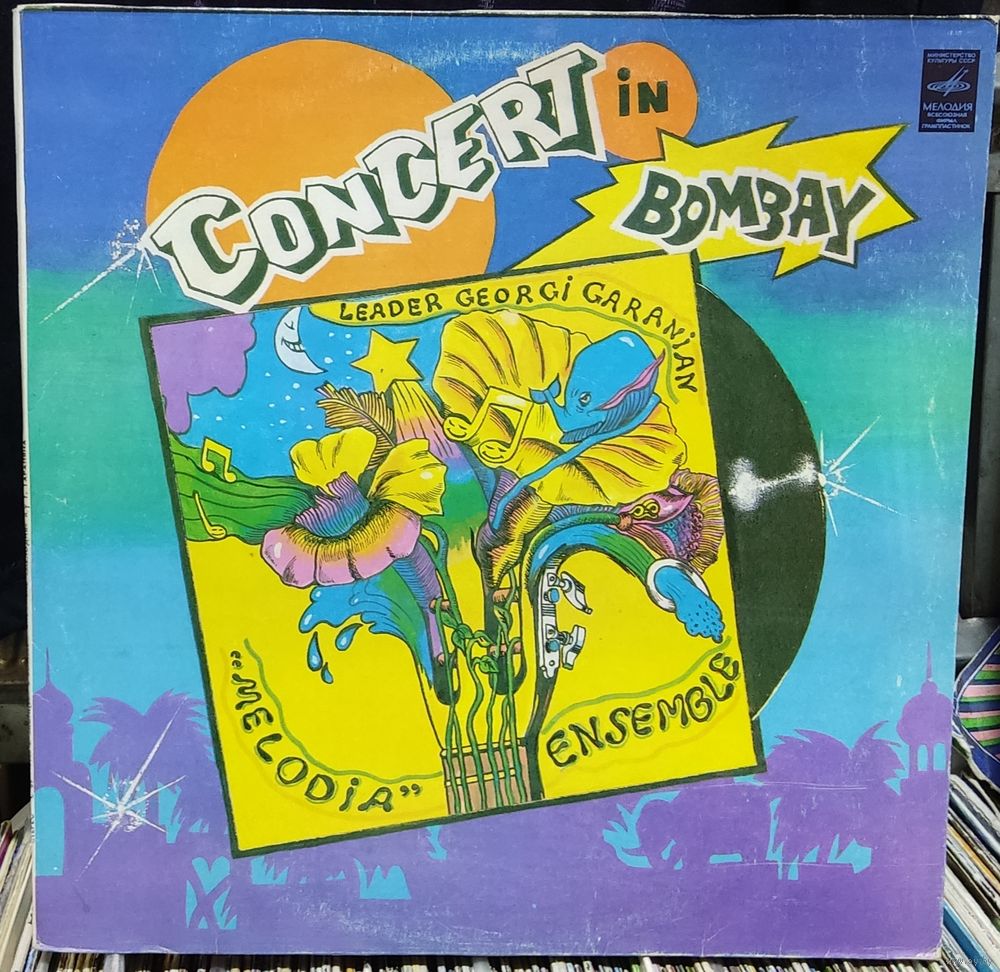 CONCERT iN
BOMBAY
МИНИСТЕРСТВО
КУЛЬТУРЫ СССР
МЕЛОДИЯ
ВСЕСОЮЗНАЯ
ФИРМА
ГРАМПЛАСТИНОК
LEADER GEORGi GARANiAN
"MELODiA"
ENSEMBLE